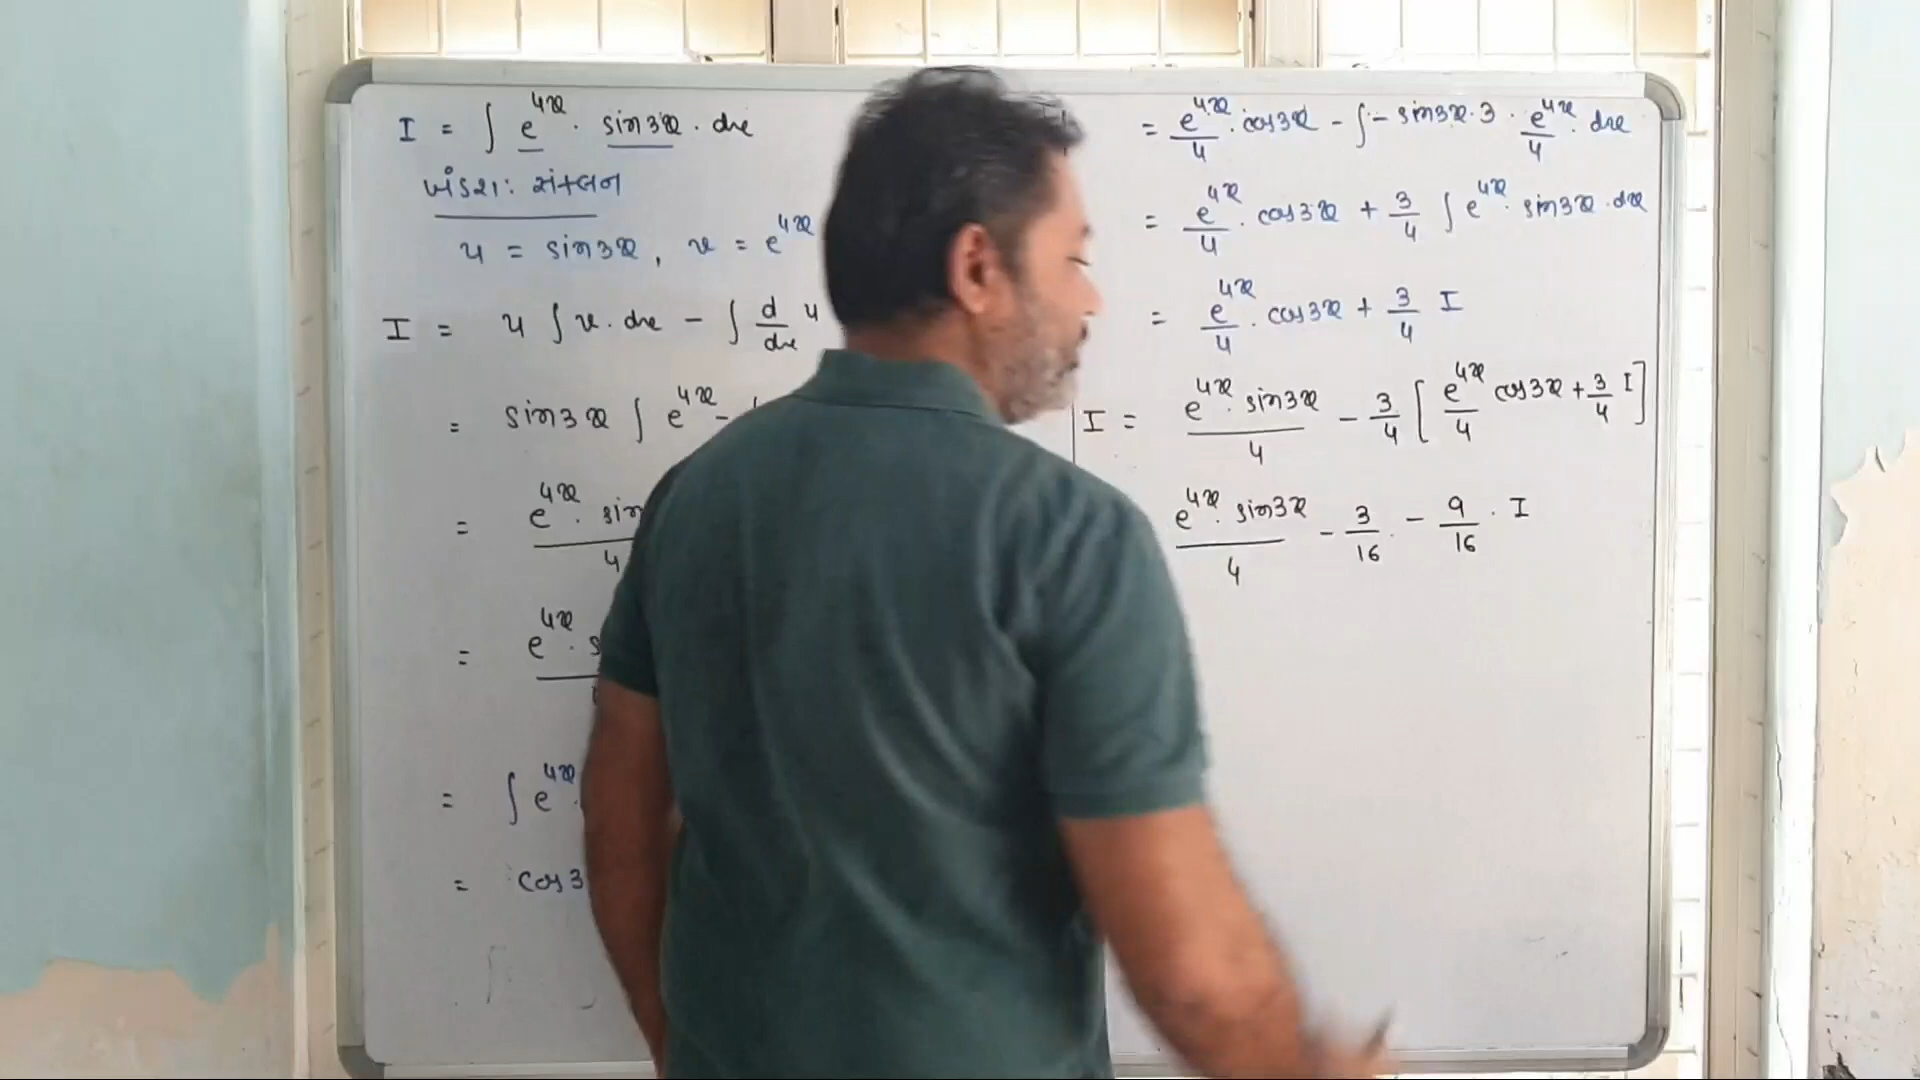 I = ∫ e^{4x} . sin3x . dx
ખંડશઃ સંકલન
u = sin3x , v = e^{4x}
I = u ∫ v . dx - ∫ d/dx u
= sin3x ∫ e^{4x} -
= e^{4x} . sin / 4
= e^{4x} . s
= ∫ e^{4x} .
= cos3
= e^{4x}/4 . cos3x - ∫ - sin3x . 3 . e^{4x}/4 . dx
= e^{4x}/4 . cos3x + 3/4 ∫ e^{4x} . sin3x . dx
= e^{4x}/4 . cos3x + 3/4 I
I = e^{4x} . sin3x / 4 - 3/4 [ e^{4x}/4 cos3x + 3/4 I ]
e^{4x} . sin3x / 4 - 3/16 . - 9/16 . I